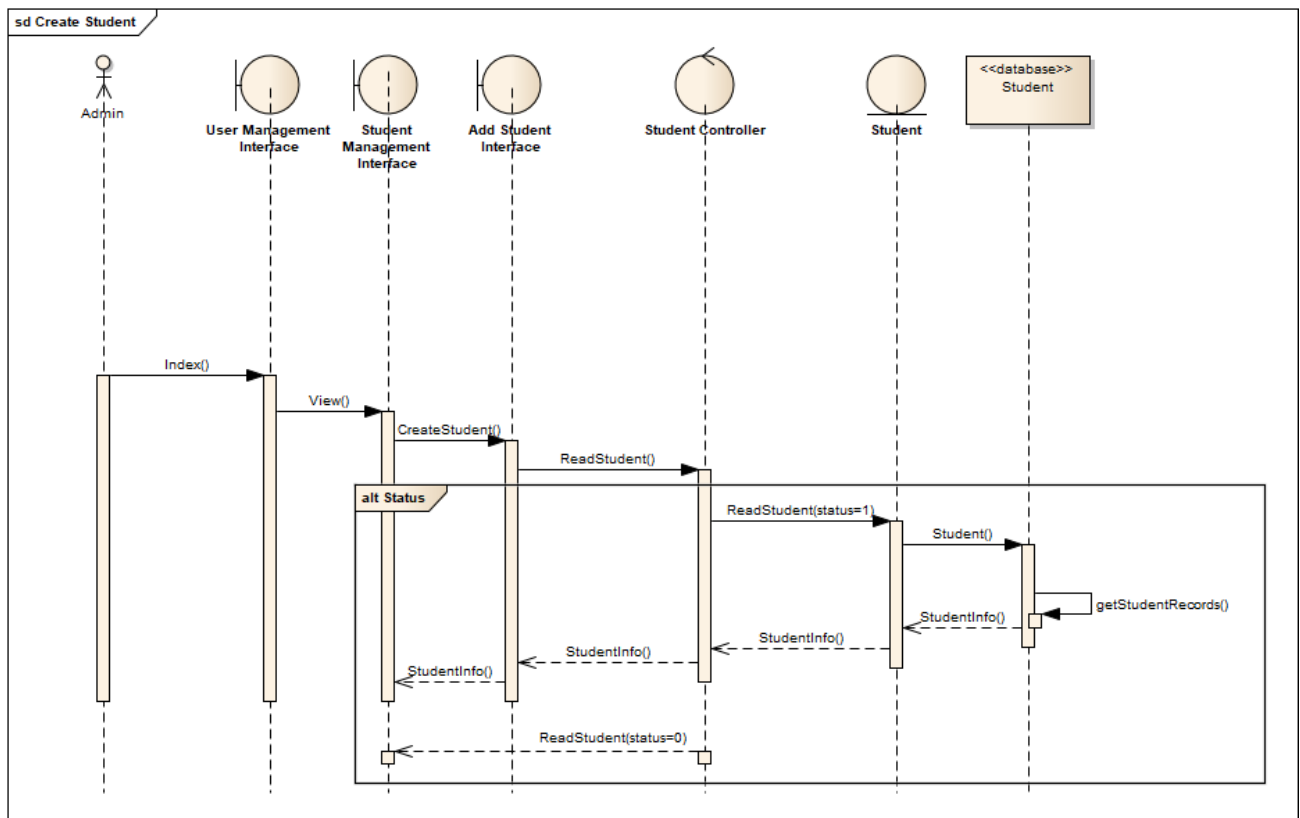 sd Create Student
<<database>>
Student
Admin
User Management
Interface
Student
Management
Interface
Add Student
Interface
Student Controller
Student
Index()
View()
CreateStudent()
ReadStudent()
alt Status
ReadStudent(status=1)
Student()
getStudentRecords()
StudentInfo()
StudentInfo()
StudentInfo()
StudentInfo()
ReadStudent(status=0)